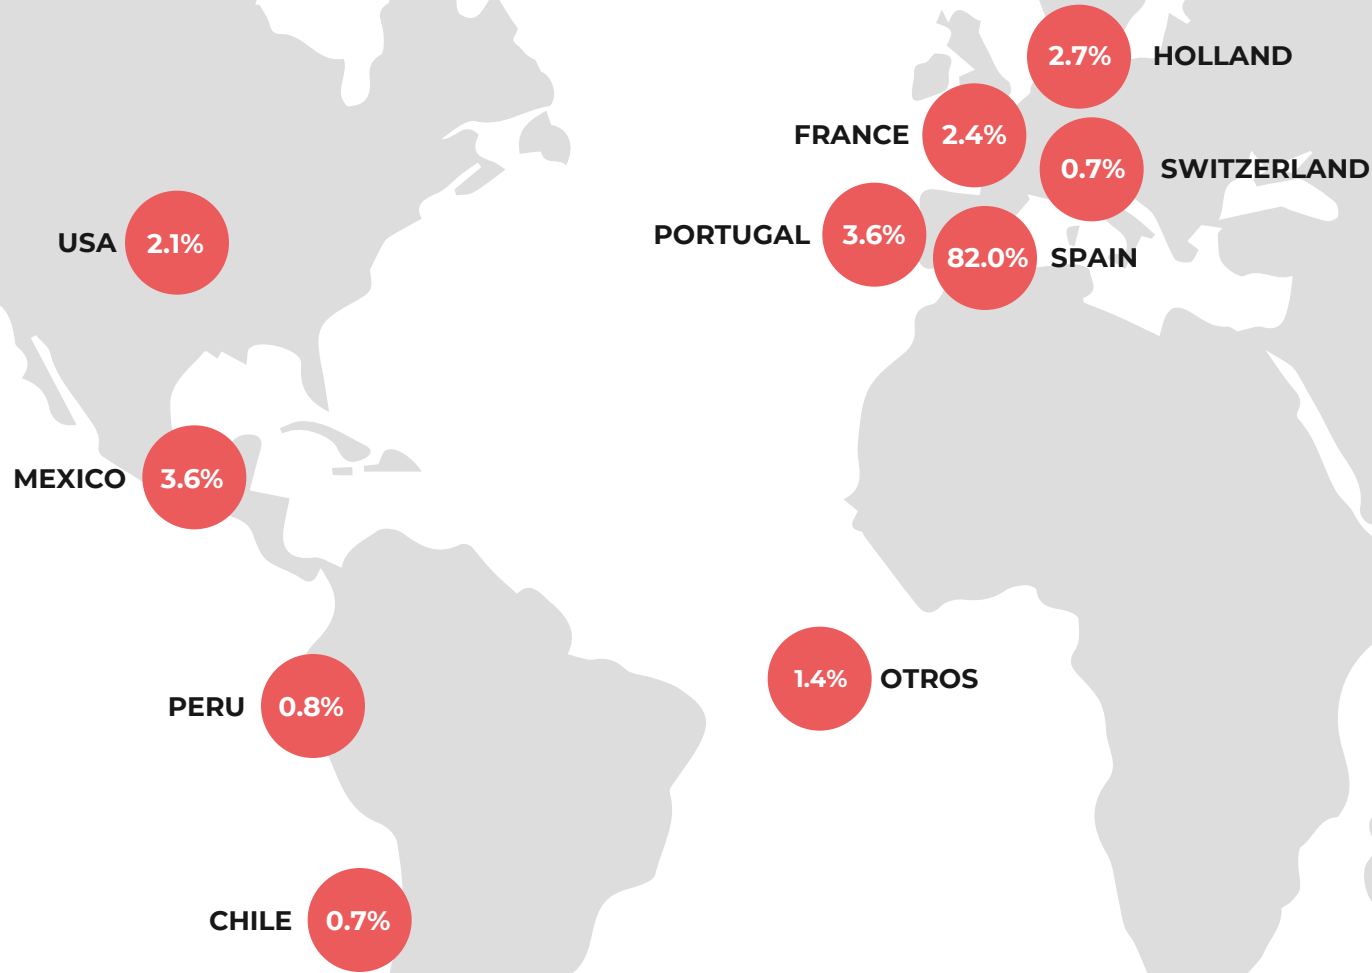 2.7% HOLLAND
FRANCE 2.4%
0.7% SWITZERLAND
PORTUGAL 3.6%
USA 2.1%
82.0% SPAIN
MEXICO 3.6%
1.4% OTROS
PERU 0.8%
CHILE 0.7%